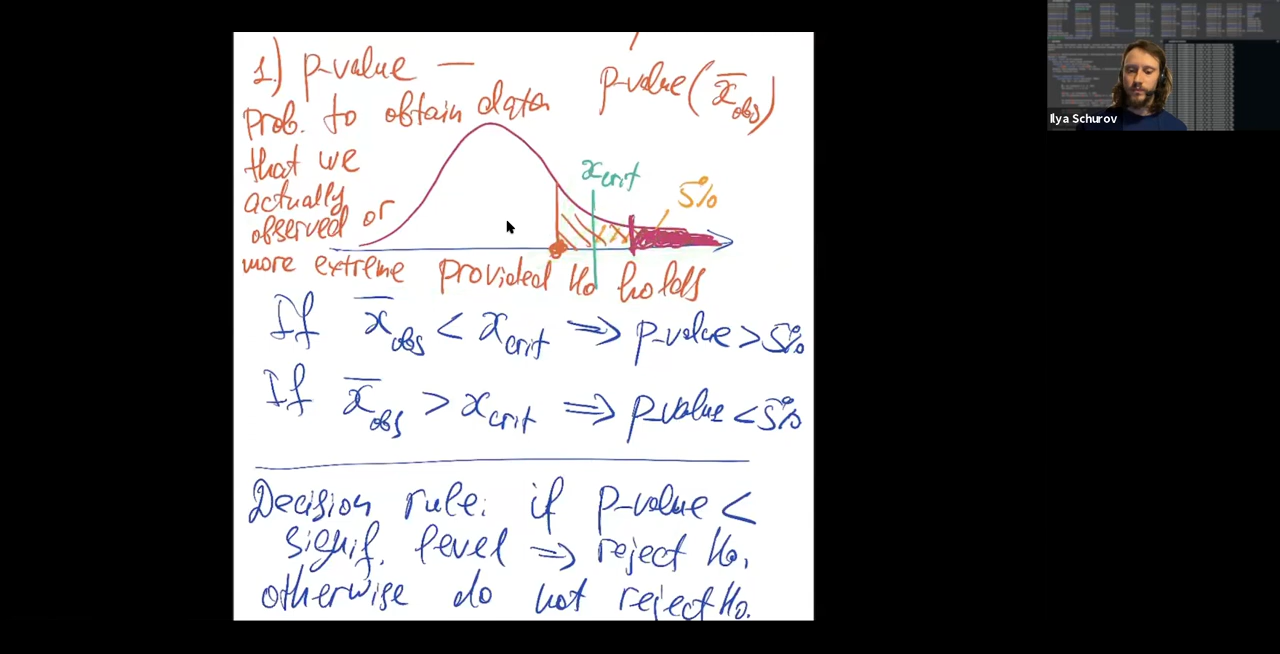 1.) p-value —
prob. to obtain data
that we
actually
observed or
more extreme provided H₀ holds
p-value(x̄obs)
xcrit
5%
If x̄obs < xcrit ⇒ p-value > 5%
If x̄obs > xcrit ⇒ p-value < 5%
Decision rule: if p-value <
signif. level ⇒ reject H₀,
otherwise do not reject H₀.
Ilya Schurov